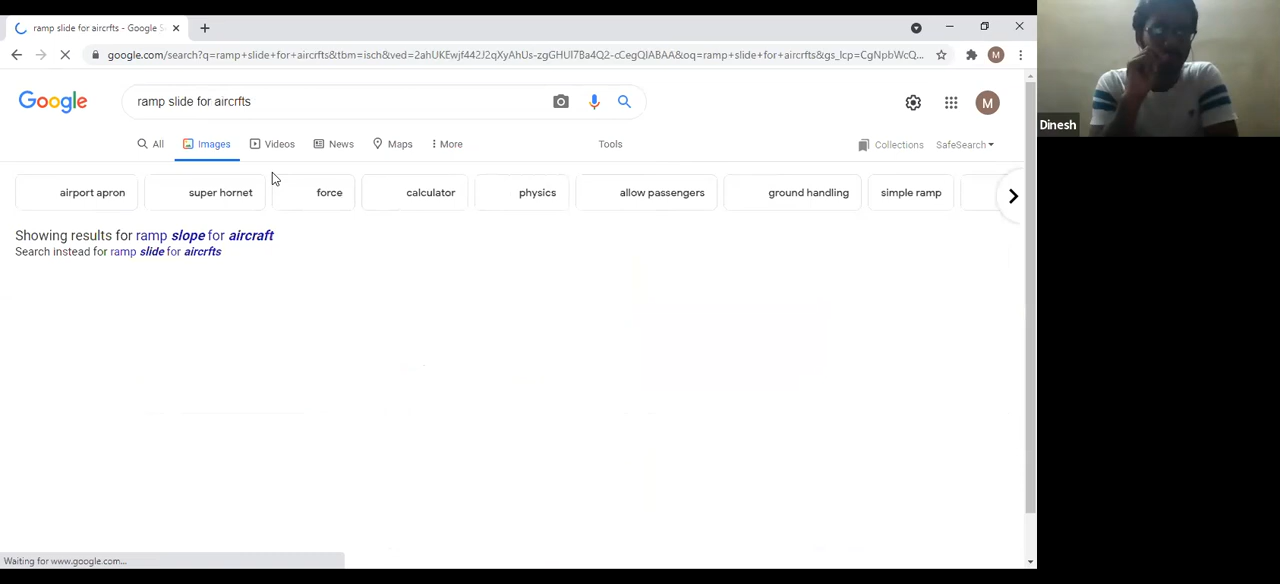 ramp slide for aircrfts - Google S
google.com/search?q=ramp+slide+for+aircrfts&tbm=isch&ved=2ahUKEwjf442J2qXyAhUs-zgGHUI7Ba4Q2-cCegQIABAA&oq=ramp+slide+for+aircrfts&gs_lcp=CgNpbWcQ...
M
Google
ramp slide for aircrfts
M
All
Images
Videos
News
Maps
More
Tools
Collections
SafeSearch
airport apron
super hornet
force
calculator
physics
allow passengers
ground handling
simple ramp
Showing results for ramp slope for aircraft
Search instead for ramp slide for aircrfts
Waiting for www.google.com...
Dinesh